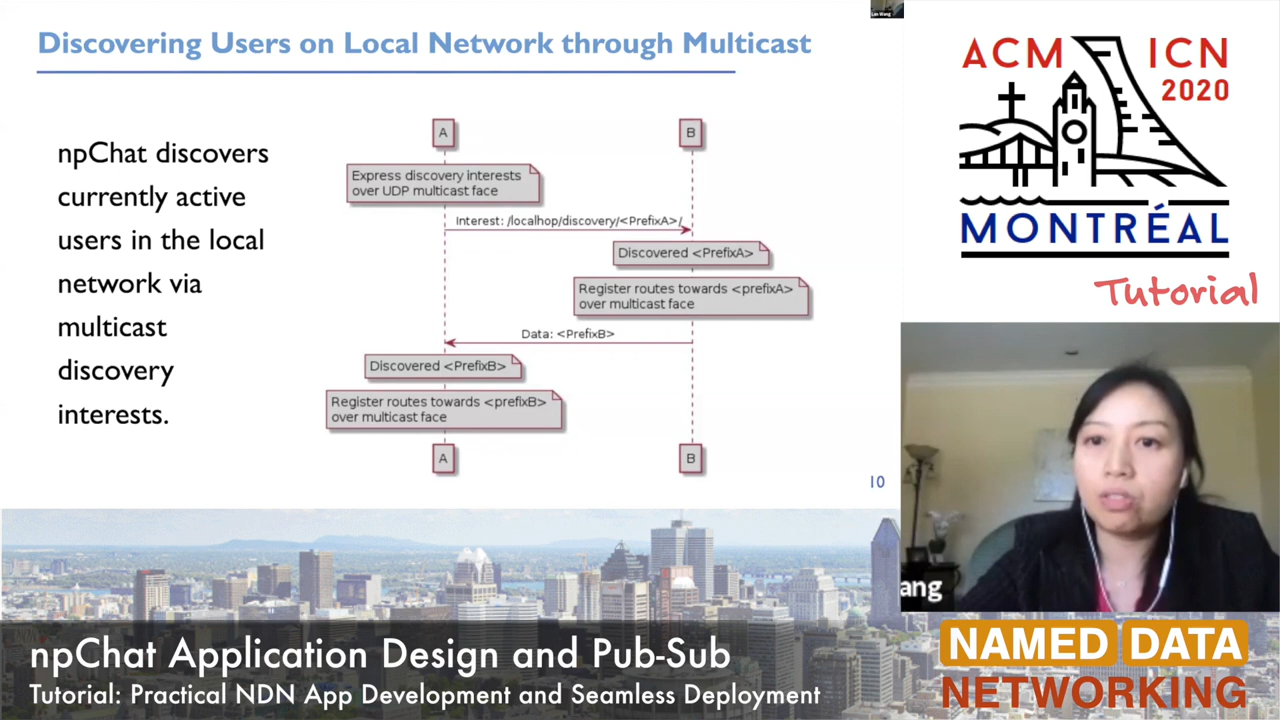 Discovering Users on Local Network through Multicast
npChat discovers
currently active
users in the local
network via
multicast
discovery
interests.
A
B
Express discovery interests
over UDP multicast face
Interest: /localhop/discovery/<PrefixA>/
Discovered <PrefixA>
Register routes towards <prefixA>
over multicast face
Data: <PrefixB>
Discovered <PrefixB>
Register routes towards <prefixB>
over multicast face
A
B
10
Lan Wang
ACM ICN
2020
MONTRÉAL
Tutorial
ang
npChat Application Design and Pub-Sub
Tutorial: Practical NDN App Development and Seamless Deployment
NAMED DATA
NETWORKING